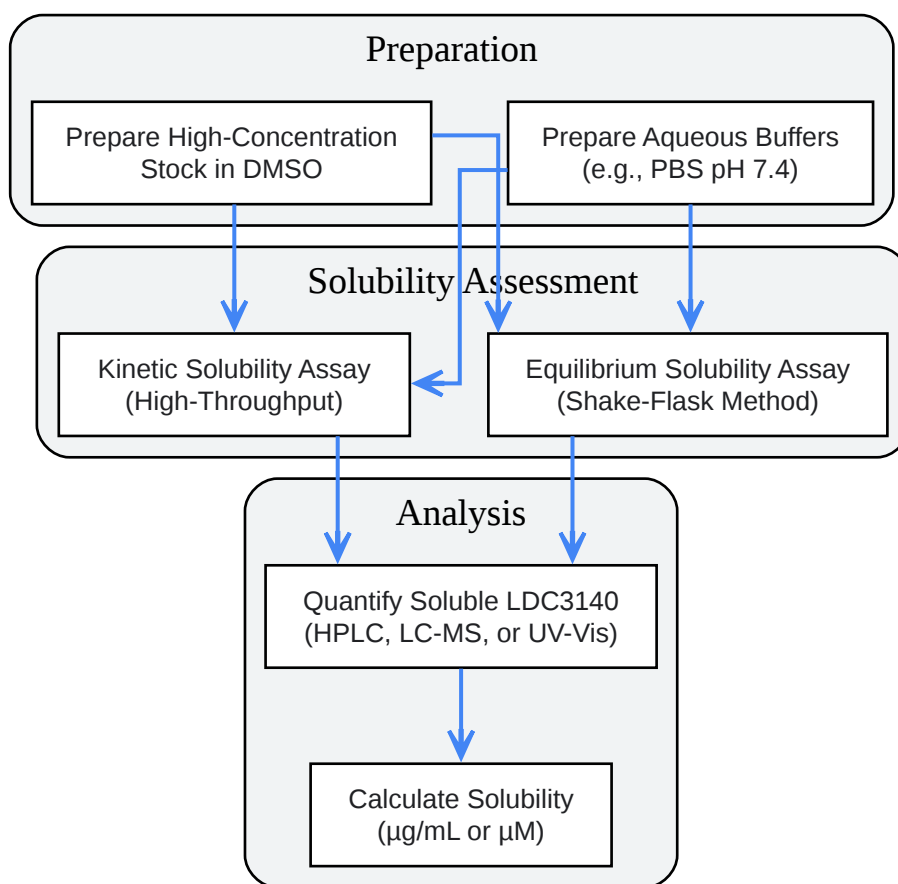 Preparation
Prepare High-Concentration
Stock in DMSO
Prepare Aqueous Buffers
(e.g., PBS pH 7.4)
Solubility Assessment
Kinetic Solubility Assay
(High-Throughput)
Equilibrium Solubility Assay
(Shake-Flask Method)
Analysis
Quantify Soluble LDC3140
(HPLC, LC-MS, or UV-Vis)
Calculate Solubility
(µg/mL or µM)